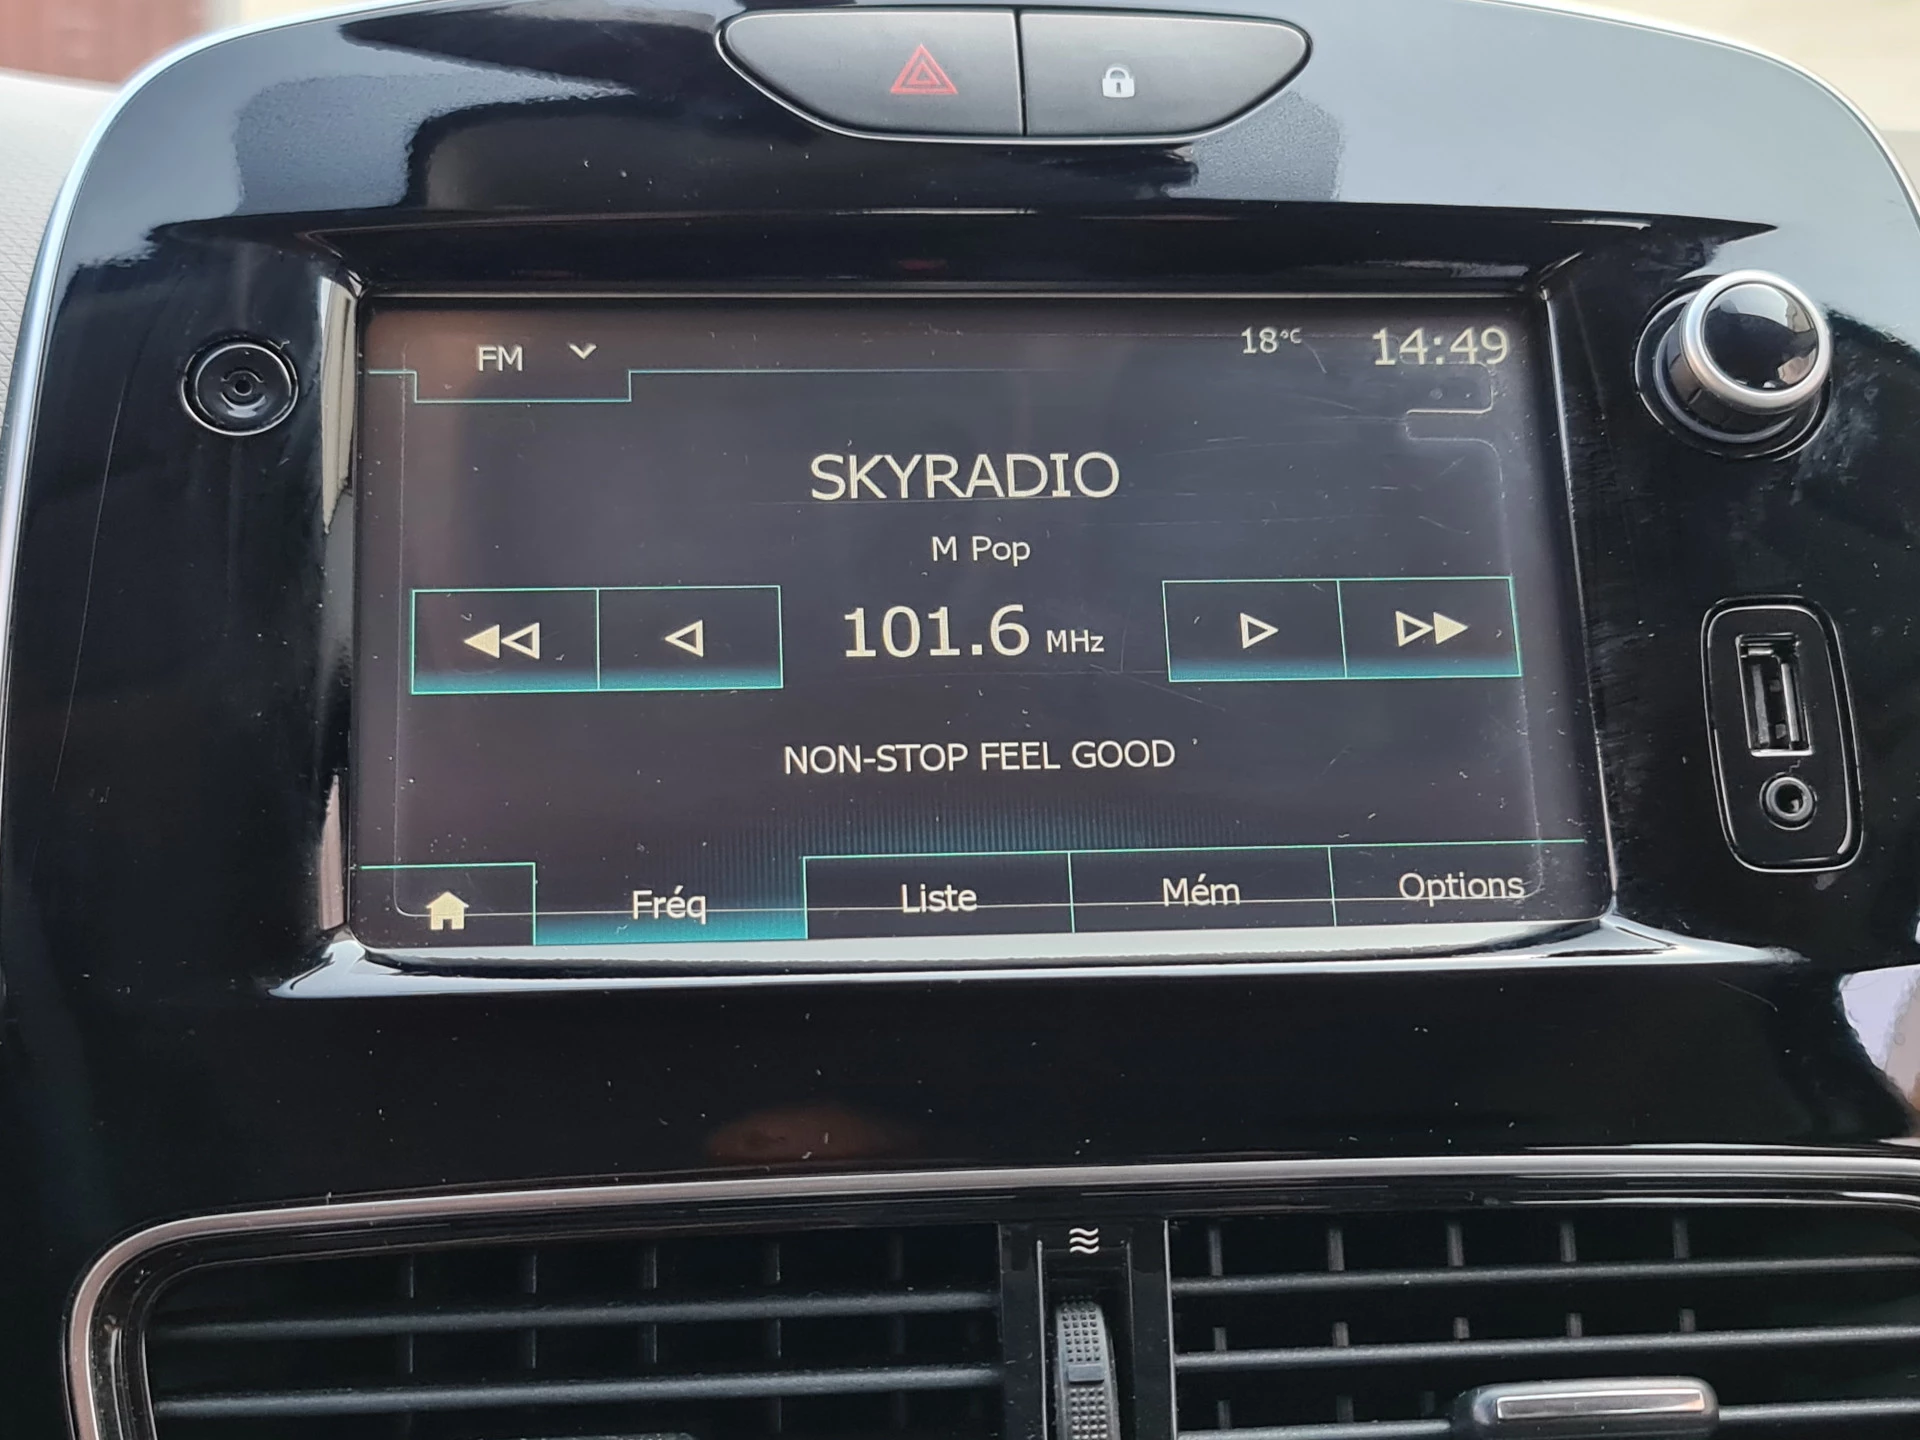 FM
18°C 14:49
SKYRADIO
M Pop
101.6 MHz
NON-STOP FEEL GOOD
Fréq Liste Mém Options